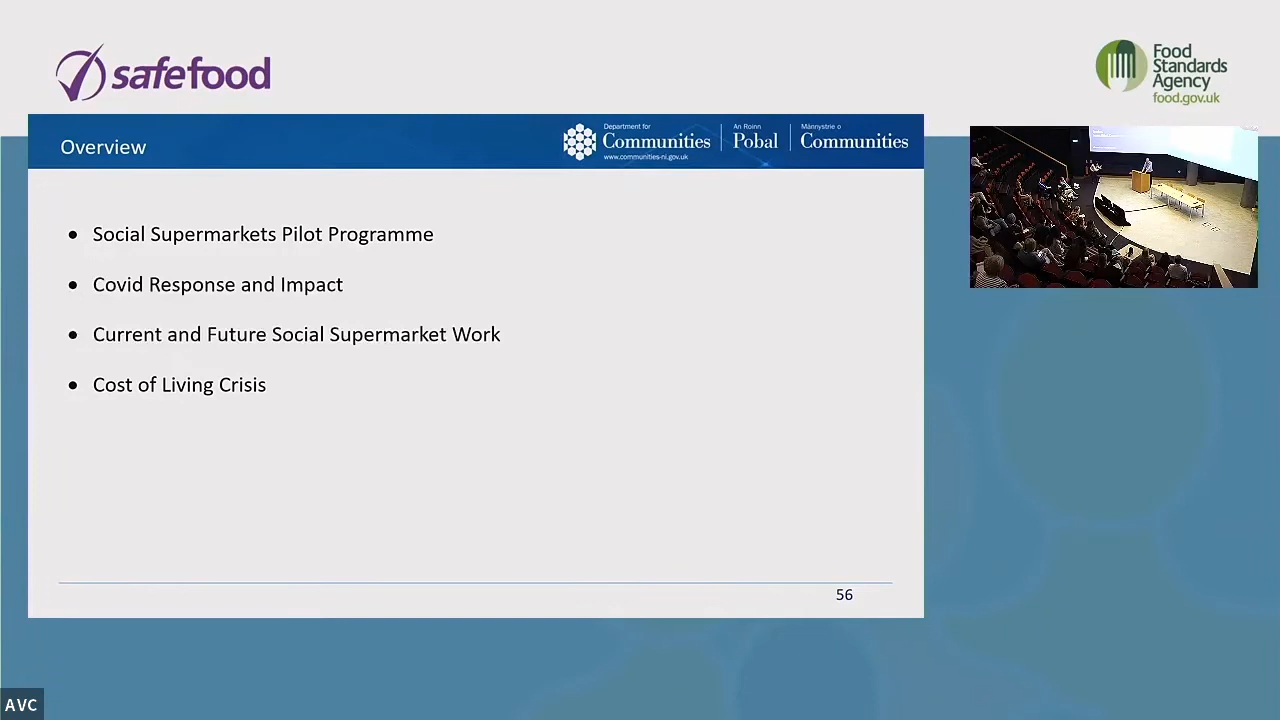 safefood
Food
Standards
Agency
food.gov.uk
Overview
Department for
Communities
www.communities-ni.gov.uk
An Roinn
Pobal
Männystrie o
Communities
• Social Supermarkets Pilot Programme
• Covid Response and Impact
• Current and Future Social Supermarket Work
• Cost of Living Crisis
56
AVC